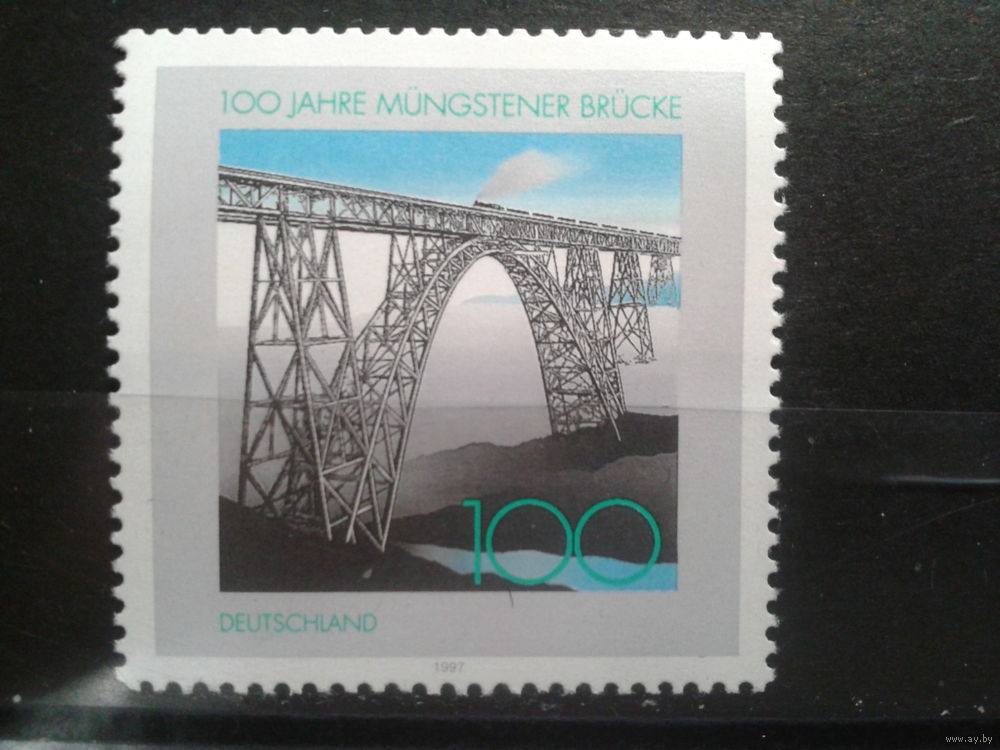 100 JAHRE MÜNGSTENER BRÜCKE
100
DEUTSCHLAND
1997
www.ay.by